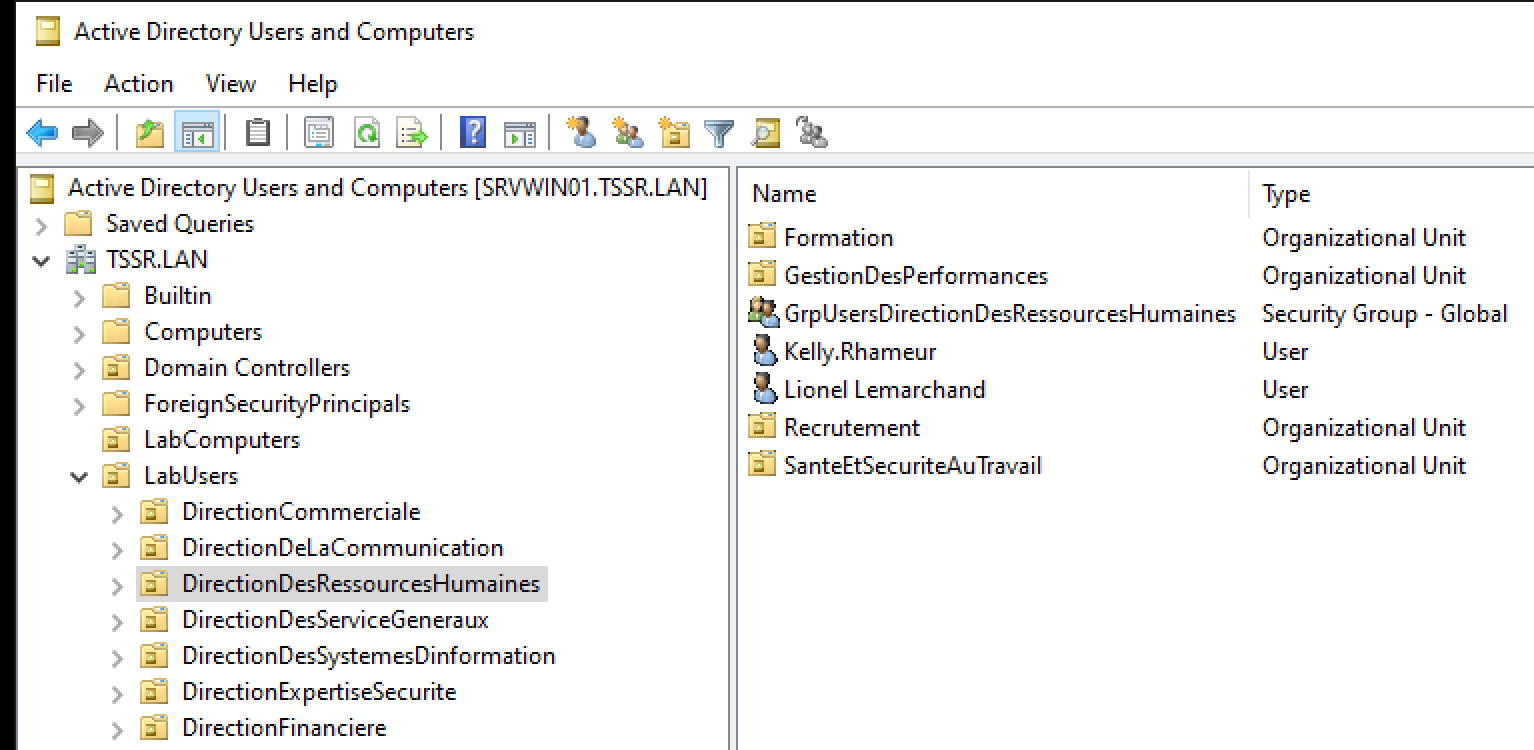 Active Directory Users and Computers
File Action View Help
Active Directory Users and Computers [SRVWIN01.TSSR.LAN]
Saved Queries
TSSR.LAN
Builtin
Computers
Domain Controllers
ForeignSecurityPrincipals
LabComputers
LabUsers
DirectionCommerciale
DirectionDeLaCommunication
DirectionDesRessourcesHumaines
DirectionDesServiceGeneraux
DirectionDesSystemesDinformation
DirectionExpertiseSecurite
DirectionFinanciere
Name Type
Formation Organizational Unit
GestionDesPerformances Organizational Unit
GrpUsersDirectionDesRessourcesHumaines Security Group - Global
Kelly.Rhameur User
Lionel Lemarchand User
Recrutement Organizational Unit
SanteEtSecuriteAuTravail Organizational Unit